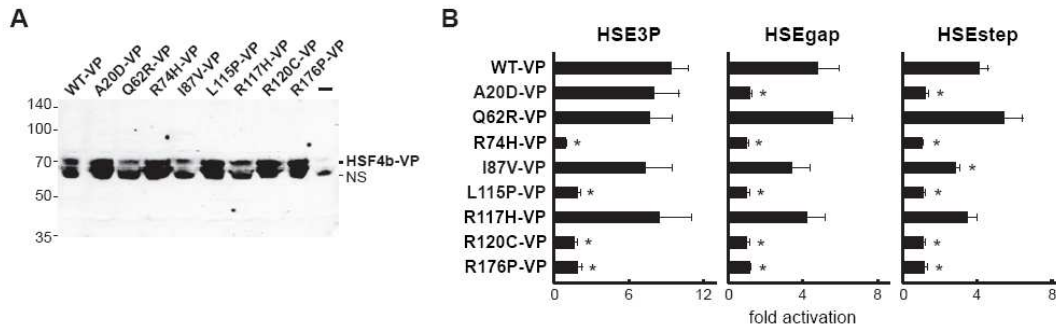 A
WT-VP
A20D-VP
Q62R-VP
R74H-VP
I87V-VP
L115P-VP
R117H-VP
R120C-VP
R176P-VP
–
140
100
70
50
35
HSF4b-VP
NS
B
HSE3P
HSEgap
HSEstep
WT-VP
A20D-VP *  *
Q62R-VP
R74H-VP * * *
I87V-VP *
L115P-VP * * *
R117H-VP
R120C-VP * * *
R176P-VP * * *
0 6 12 0 8 0 8
fold activation